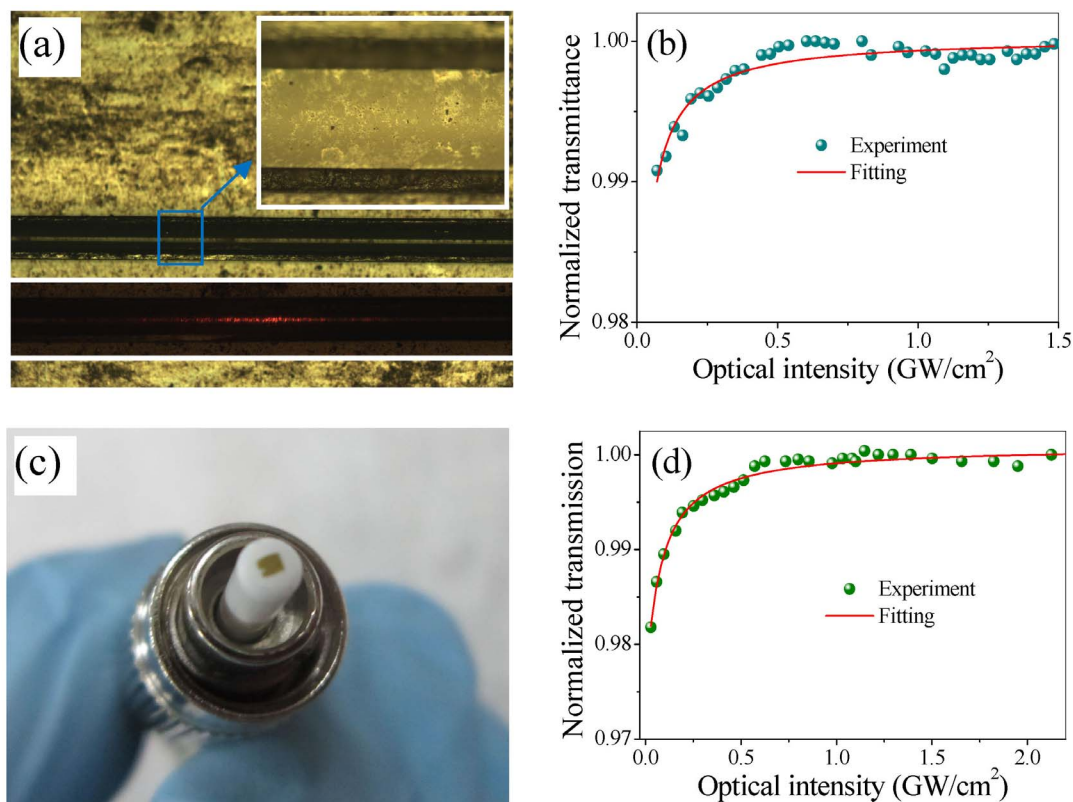 (a)
(b)
Normalized transmittance
1.00
0.99
0.98
Experiment
Fitting
0.0
0.5
1.0
1.5
Optical intensity (GW/cm²)
(c)
(d)
Normalized transmission
1.00
0.99
0.98
0.97
Experiment
Fitting
0.0
0.5
1.0
1.5
2.0
Optical intensity (GW/cm²)